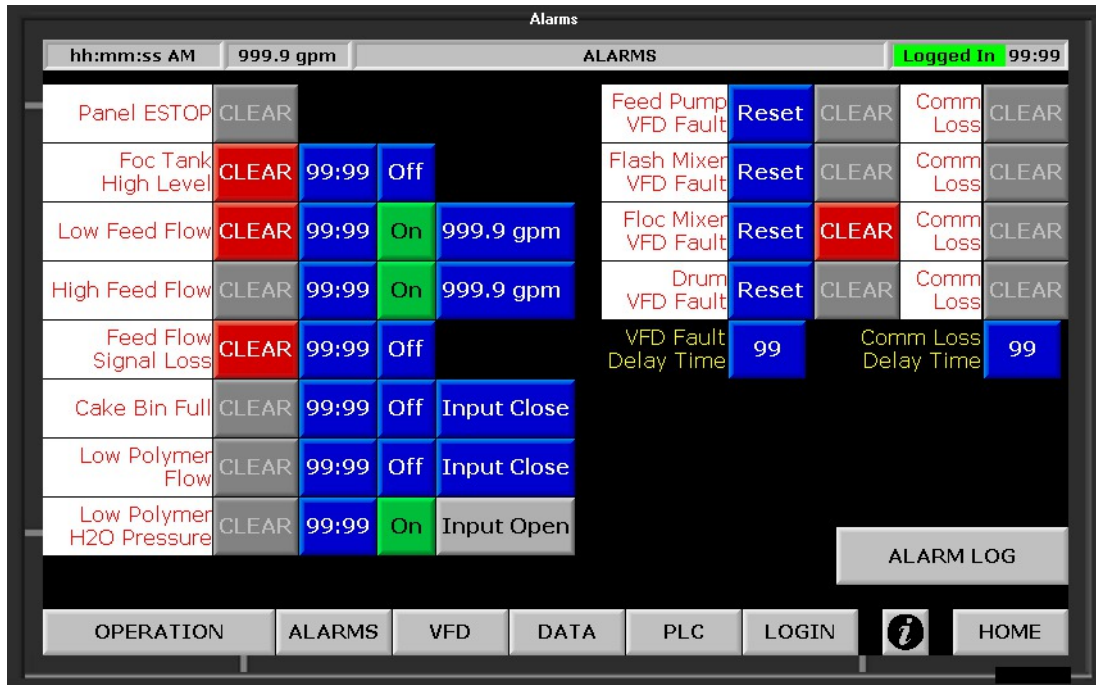 Alarms
hh:mm:ss AM 999.9 gpm ALARMS Logged In 99:99
Panel ESTOP CLEAR
Foc Tank
High Level CLEAR 99:99 Off
Low Feed Flow CLEAR 99:99 On 999.9 gpm
High Feed Flow CLEAR 99:99 On 999.9 gpm
Feed Flow
Signal Loss CLEAR 99:99 Off
Cake Bin Full CLEAR 99:99 Off Input Close
Low Polymer
Flow CLEAR 99:99 Off Input Close
Low Polymer
H2O Pressure CLEAR 99:99 On Input Open
Feed Pump
VFD Fault Reset CLEAR Comm
Loss CLEAR
Flash Mixer
VFD Fault Reset CLEAR Comm
Loss CLEAR
Floc Mixer
VFD Fault Reset CLEAR Comm
Loss CLEAR
Drum
VFD Fault Reset CLEAR Comm
Loss CLEAR
VFD Fault
Delay Time 99 Comm Loss
Delay Time 99
ALARM LOG
OPERATION ALARMS VFD DATA PLC LOGIN i HOME